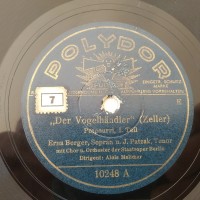 POLYDOR
7
„Der Vogelhändler" (Zeller)
Potpourri, I. Teil
Erna Berger, Sopran u. J. Patzak, Tenor
mit Chor u. Orchester der Staatsoper Berlin
Dirigent: Alois Melichar
10248 A